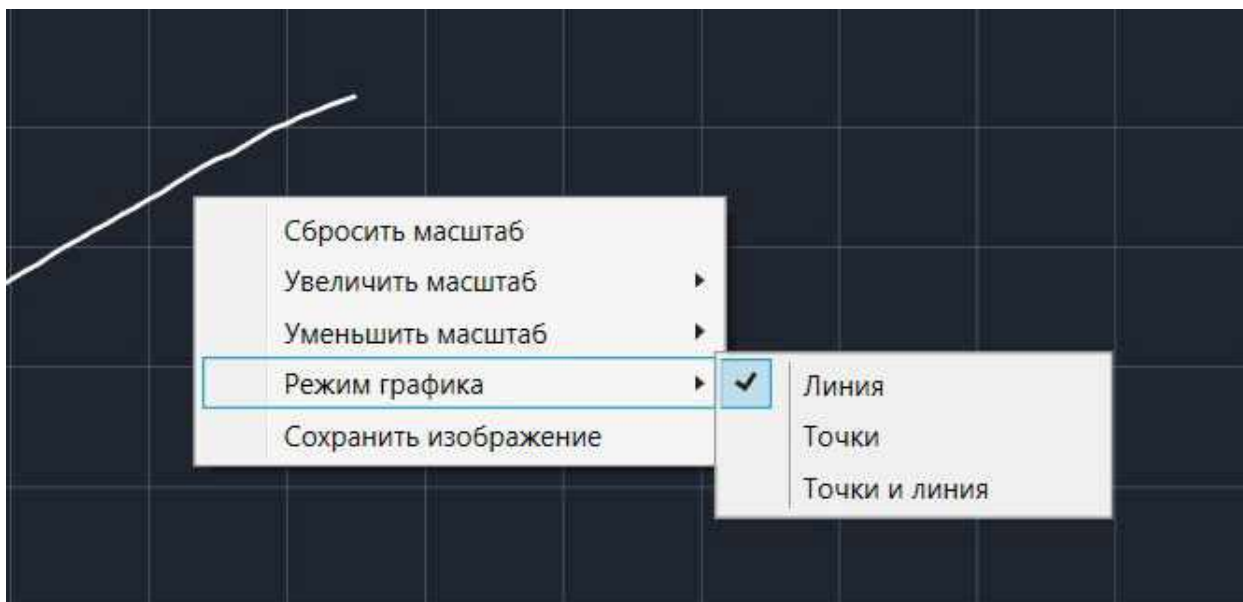 Сбросить масштаб
Увеличить масштаб
Уменьшить масштаб
Режим графика
Сохранить изображение
Линия
Точки
Точки и линия